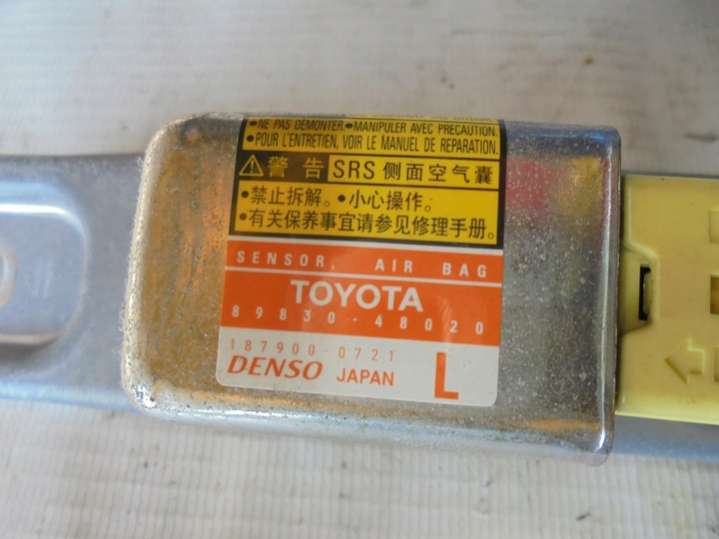 •NE PAS DEMONTER.•MANIPULER AVEC PRECAUTION.
•POUR L'ENTRETIEN, VOIR LE MANUEL DE REPARATION.
⚠警告 SRS 侧面空气囊
•禁止拆解。•小心操作。
•有关保养事宜请参见修理手册。
SENSOR, AIR BAG
TOYOTA
89830-48020
187900-0721
DENSO JAPAN L